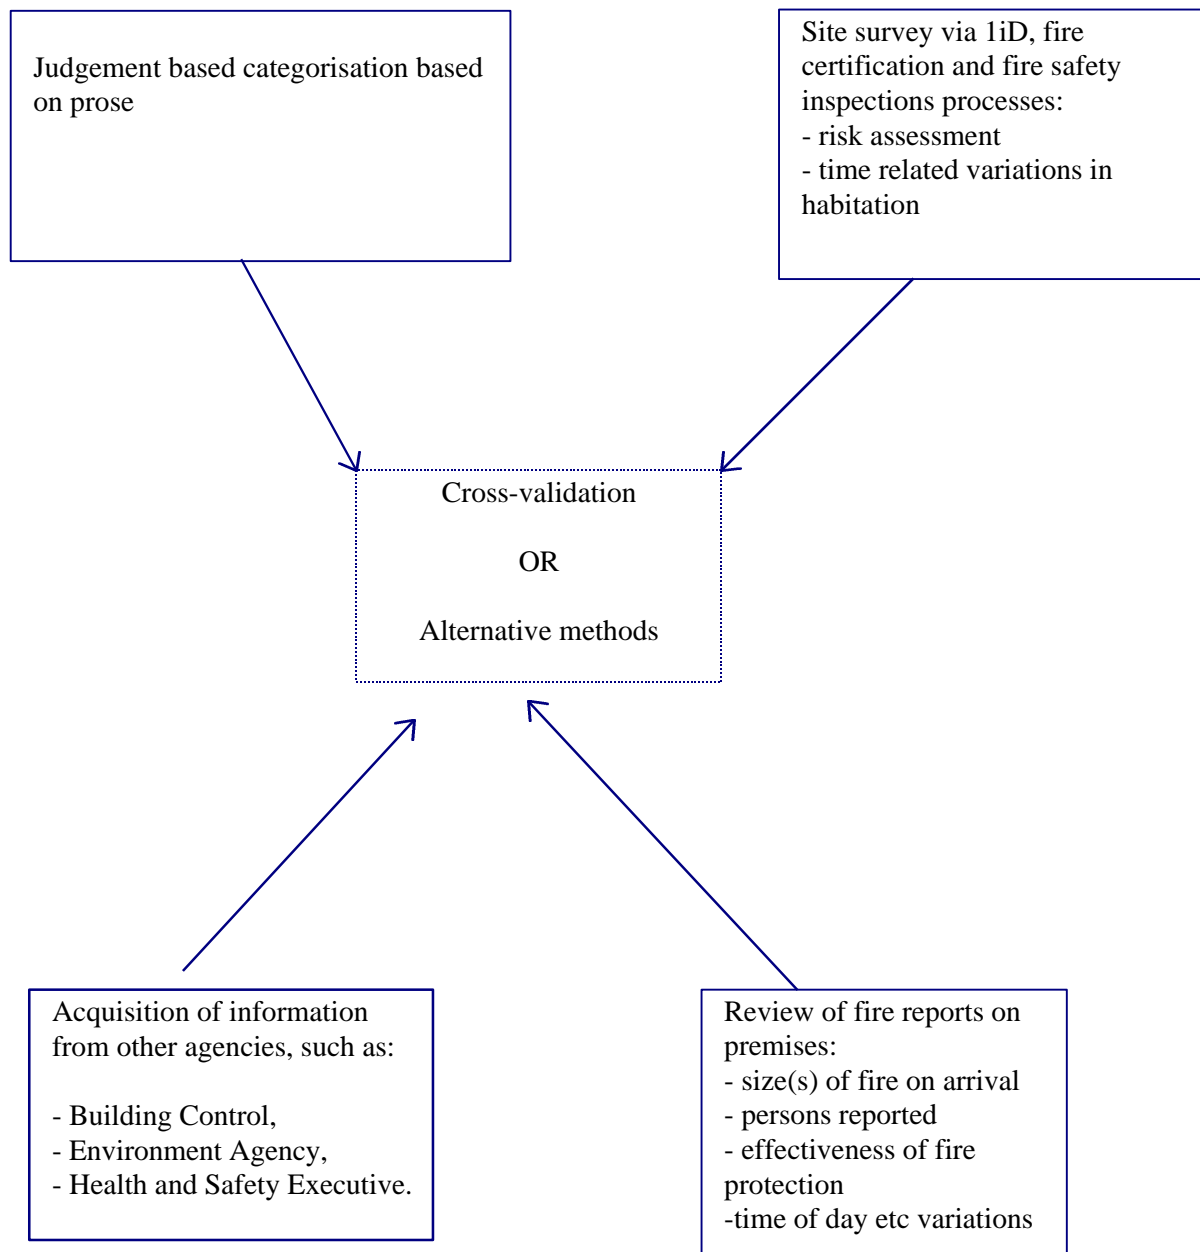 Judgement based categorisation based
on prose
Site survey via 1iD, fire
certification and fire safety
inspections processes:
- risk assessment
- time related variations in
habitation
Cross-validation
OR
Alternative methods
Acquisition of information
from other agencies, such as:
- Building Control,
- Environment Agency,
- Health and Safety Executive.
Review of fire reports on
premises:
- size(s) of fire on arrival
- persons reported
- effectiveness of fire
protection
-time of day etc variations